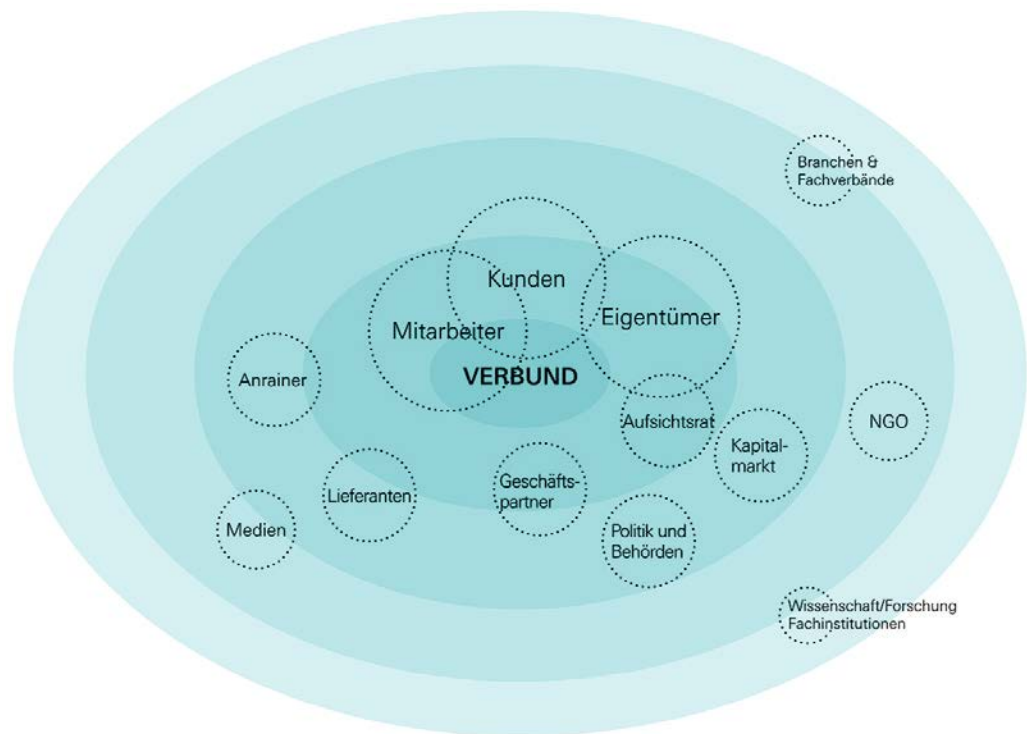 Branchen &
Fachverbände
Kunden
Eigentümer
Mitarbeiter
VERBUND
Anrainer
Aufsichtsrat
NGO
Kapital-
markt
Geschäfts-
partner
Lieferanten
Medien
Politik und
Behörden
Wissenschaft/Forschung
Fachinstitutionen